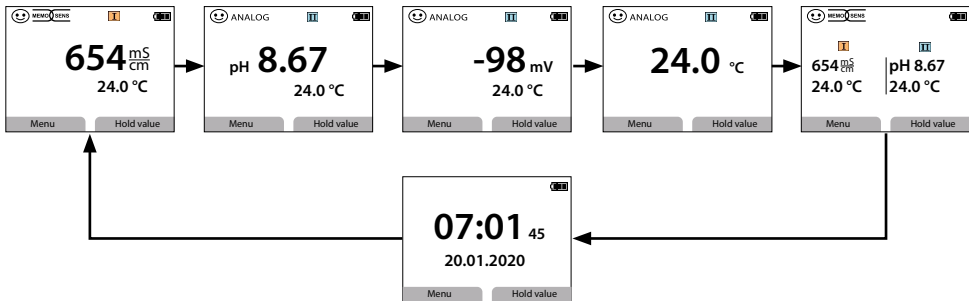 MEMO SENS I
654 mS/cm
24.0 °C
Menu Hold value
ANALOG II
pH 8.67
24.0 °C
Menu Hold value
ANALOG II
-98 mV
24.0 °C
Menu Hold value
ANALOG II
24.0 °C
Menu Hold value
MEMO SENS
I II
654 mS/cm pH 8.67
24.0 °C 24.0 °C
Menu Hold value
07:01 45
20.01.2020
Menu Hold value